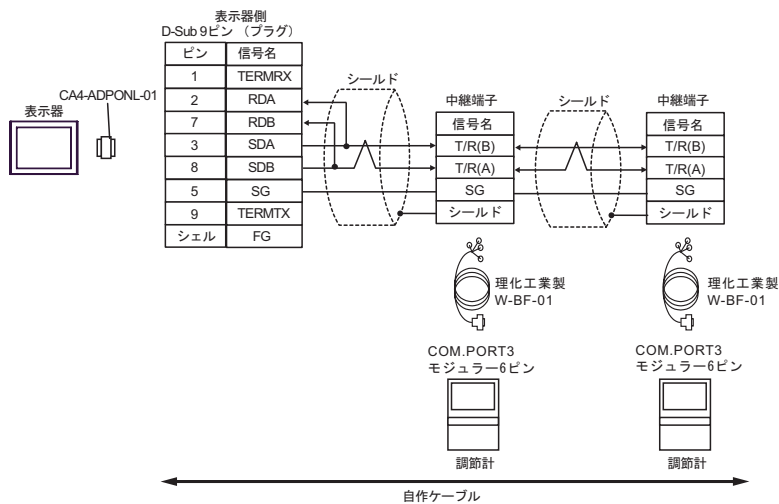 表示器側
D-Sub 9ピン （プラグ）
ピン 信号名
1 TERMRX
2 RDA
7 RDB
3 SDA
8 SDB
5 SG
9 TERMTX
シェル FG
CA4-ADPONL-01
表示器
シールド
中継端子
信号名
T/R(B)
T/R(A)
SG
シールド
シールド
中継端子
信号名
T/R(B)
T/R(A)
SG
シールド
理化工業製
W-BF-01
理化工業製
W-BF-01
COM.PORT3
モジュラー6ピン
調節計
COM.PORT3
モジュラー6ピン
調節計
自作ケーブル